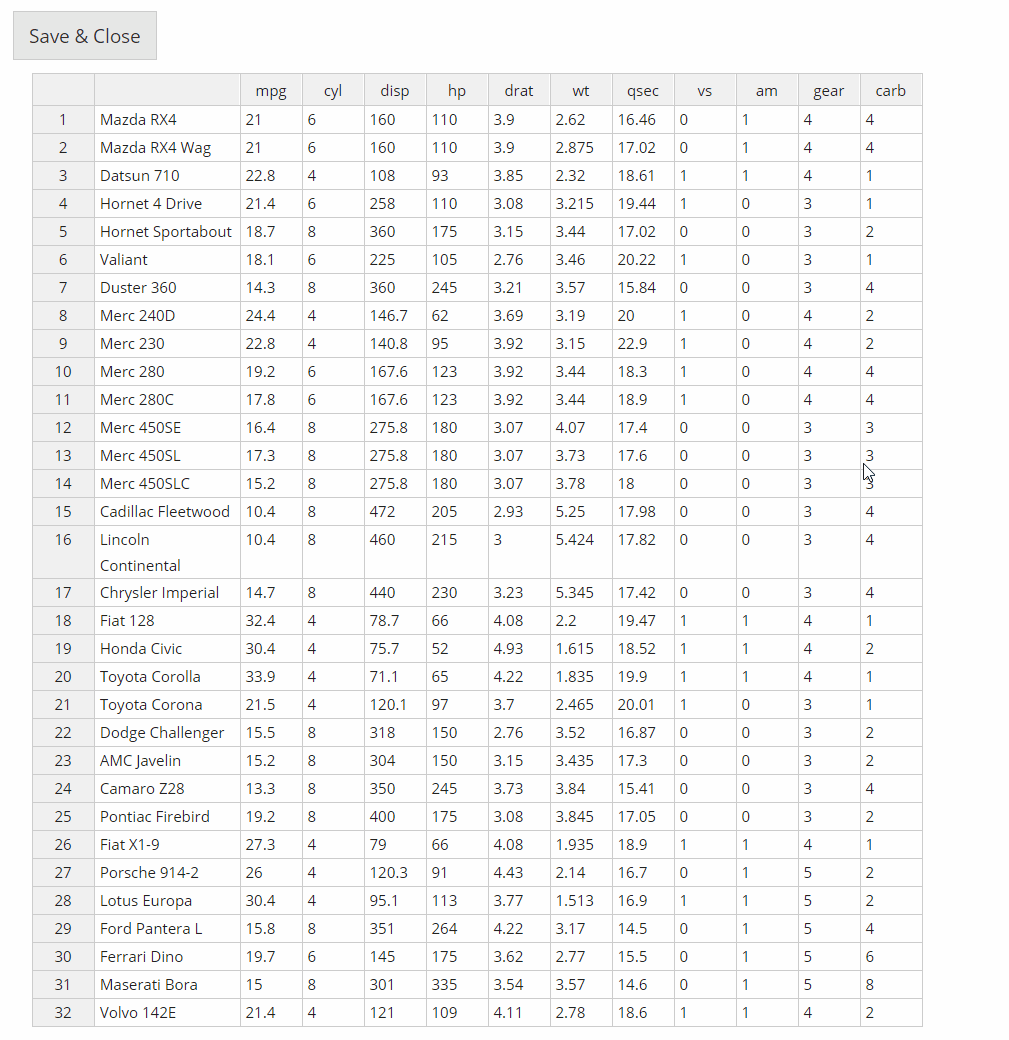 Save & Close
mpg cyl disp hp drat wt qsec vs am gear carb
1 Mazda RX4 21 6 160 110 3.9 2.62 16.46 0 1 4 4
2 Mazda RX4 Wag 21 6 160 110 3.9 2.875 17.02 0 1 4 4
3 Datsun 710 22.8 4 108 93 3.85 2.32 18.61 1 1 4 1
4 Hornet 4 Drive 21.4 6 258 110 3.08 3.215 19.44 1 0 3 1
5 Hornet Sportabout 18.7 8 360 175 3.15 3.44 17.02 0 0 3 2
6 Valiant 18.1 6 225 105 2.76 3.46 20.22 1 0 3 1
7 Duster 360 14.3 8 360 245 3.21 3.57 15.84 0 0 3 4
8 Merc 240D 24.4 4 146.7 62 3.69 3.19 20 1 0 4 2
9 Merc 230 22.8 4 140.8 95 3.92 3.15 22.9 1 0 4 2
10 Merc 280 19.2 6 167.6 123 3.92 3.44 18.3 1 0 4 4
11 Merc 280C 17.8 6 167.6 123 3.92 3.44 18.9 1 0 4 4
12 Merc 450SE 16.4 8 275.8 180 3.07 4.07 17.4 0 0 3 3
13 Merc 450SL 17.3 8 275.8 180 3.07 3.73 17.6 0 0 3 3
14 Merc 450SLC 15.2 8 275.8 180 3.07 3.78 18 0 0 3 3
15 Cadillac Fleetwood 10.4 8 472 205 2.93 5.25 17.98 0 0 3 4
16 Lincoln 10.4 8 460 215 3 5.424 17.82 0 0 3 4
Continental
17 Chrysler Imperial 14.7 8 440 230 3.23 5.345 17.42 0 0 3 4
18 Fiat 128 32.4 4 78.7 66 4.08 2.2 19.47 1 1 4 1
19 Honda Civic 30.4 4 75.7 52 4.93 1.615 18.52 1 1 4 2
20 Toyota Corolla 33.9 4 71.1 65 4.22 1.835 19.9 1 1 4 1
21 Toyota Corona 21.5 4 120.1 97 3.7 2.465 20.01 1 0 3 1
22 Dodge Challenger 15.5 8 318 150 2.76 3.52 16.87 0 0 3 2
23 AMC Javelin 15.2 8 304 150 3.15 3.435 17.3 0 0 3 2
24 Camaro Z28 13.3 8 350 245 3.73 3.84 15.41 0 0 3 4
25 Pontiac Firebird 19.2 8 400 175 3.08 3.845 17.05 0 0 3 2
26 Fiat X1-9 27.3 4 79 66 4.08 1.935 18.9 1 1 4 1
27 Porsche 914-2 26 4 120.3 91 4.43 2.14 16.7 0 1 5 2
28 Lotus Europa 30.4 4 95.1 113 3.77 1.513 16.9 1 1 5 2
29 Ford Pantera L 15.8 8 351 264 4.22 3.17 14.5 0 1 5 4
30 Ferrari Dino 19.7 6 145 175 3.62 2.77 15.5 0 1 5 6
31 Maserati Bora 15 8 301 335 3.54 3.57 14.6 0 1 5 8
32 Volvo 142E 21.4 4 121 109 4.11 2.78 18.6 1 1 4 2